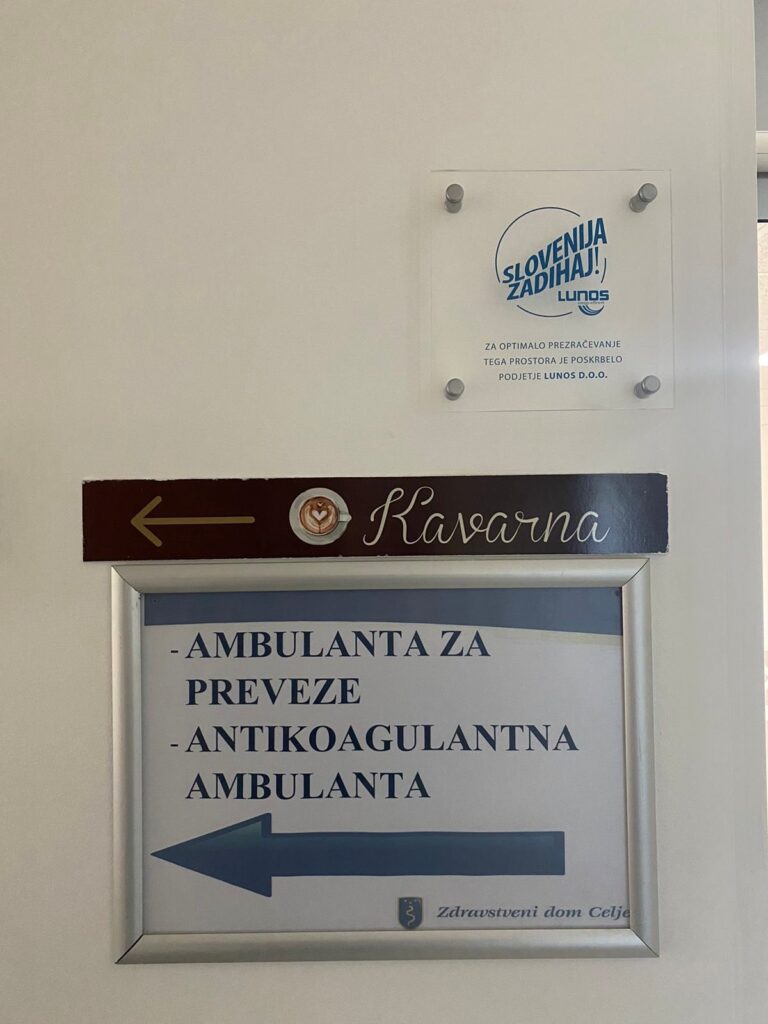 SLOVENIJA
ZADIHAJ!
LUNOS
ZA OPTIMALO PREZRAČEVANJE
TEGA PROSTORA JE POSKRBELO
PODJETJE LUNOS D.O.O.
Kavarna
- AMBULANTA ZA
PREVEZE
- ANTIKOAGULANTNA
AMBULANTA
Zdravstveni dom Celje